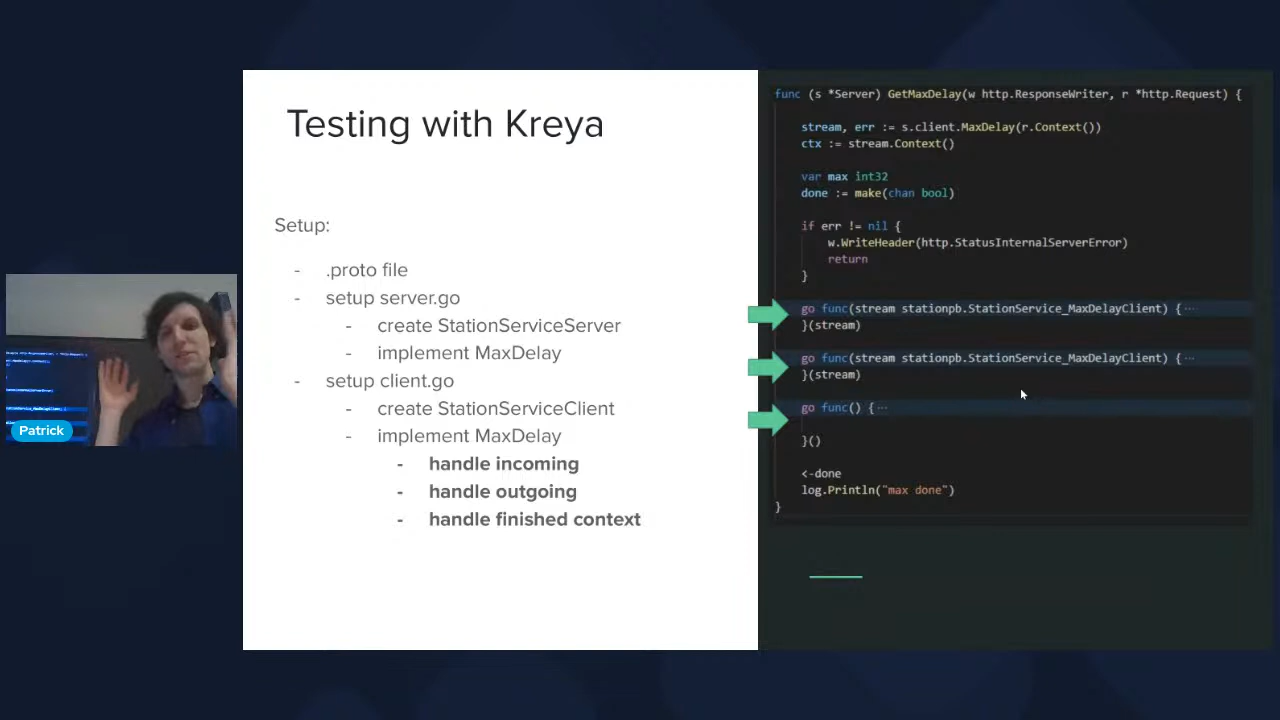 Testing with Kreya
Setup:
- .proto file
- setup server.go
- create StationServiceServer
- implement MaxDelay
- setup client.go
- create StationServiceClient
- implement MaxDelay
- handle incoming
- handle outgoing
- handle finished context
func (s *Server) GetMaxDelay(w http.ResponseWriter, r *http.Request) {
stream, err := s.client.MaxDelay(r.Context())
ctx := stream.Context()
var max int32
done := make(chan bool)
if err != nil {
w.WriteHeader(http.StatusInternalServerError)
return
}
go func(stream stationpb.StationService_MaxDelayClient) { ···
}(stream)
go func(stream stationpb.StationService_MaxDelayClient) { ···
}(stream)
go func() { ···
}()
<-done
log.Println("max done")
}
Patrick